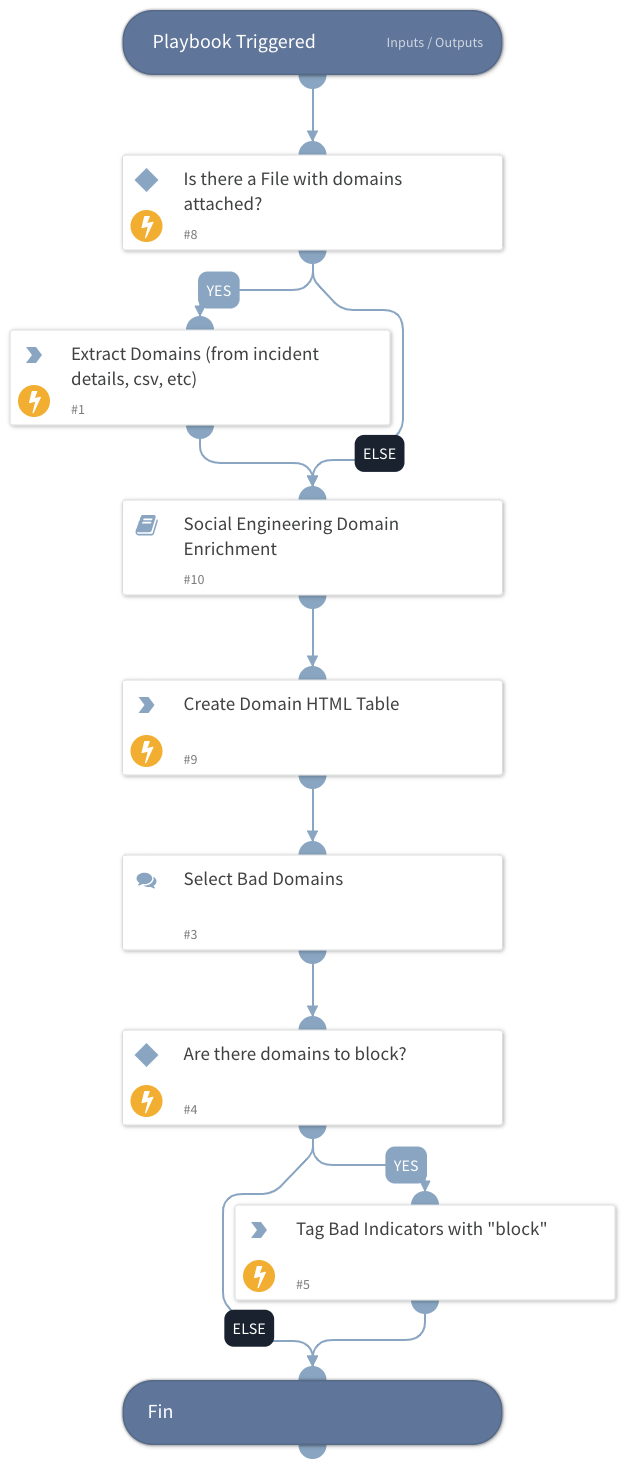 Playbook Triggered
Inputs / Outputs
Is there a File with domains
attached?
#8
YES
Extract Domains (from incident
details, csv, etc)
#1
ELSE
Social Engineering Domain
Enrichment
#10
Create Domain HTML Table
#9
Select Bad Domains
#3
Are there domains to block?
#4
YES
Tag Bad Indicators with "block"
#5
ELSE
Fin